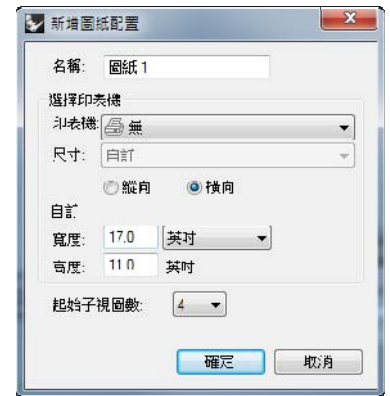 新增圖紙配置
名稱: 圖紙 1
選擇印表機
印表機: 無
尺寸: 自訂
縱向 橫向
自訂
寬度: 17.0 英吋
高度: 11.0 英吋
起始子視圖數: 4
確定 取消